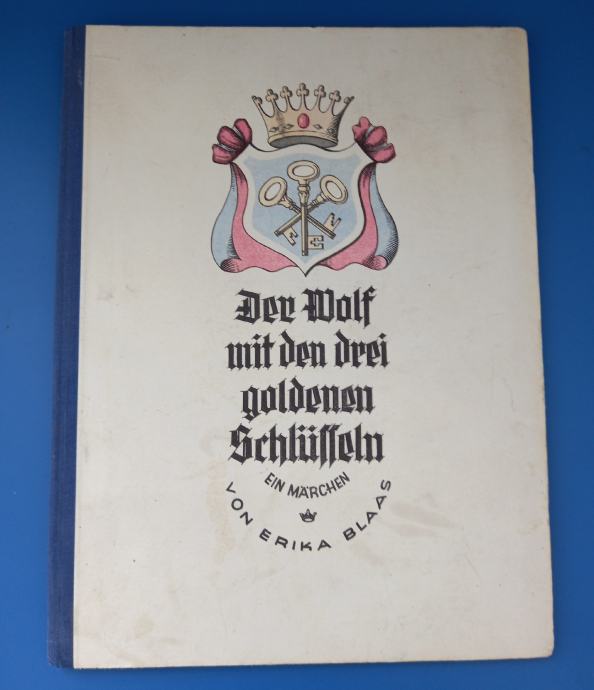 Der Wolf
mit den drei
goldenen
Schlüsseln
EIN MÄRCHEN
VON ERIKA BLAAS